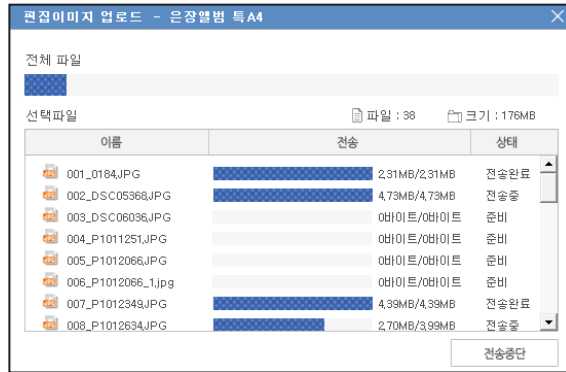 편집이미지 업로드 - 은장앨범 특A4
전체 파일
선택파일 파일 : 38 크기 : 176MB
이름 전송 상태
001_0184.JPG 2.31MB/2.31MB 전송완료
002_DSC05368.JPG 4.73MB/4.73MB 전송중
003_DSC06036.JPG 0바이트/0바이트 준비
004_P1011251.JPG 0바이트/0바이트 준비
005_P1012066.JPG 0바이트/0바이트 준비
006_P1012066_1.jpg 0바이트/0바이트 준비
007_P1012349.JPG 4.39MB/4.39MB 전송완료
008_P1012634.JPG 2.70MB/3.99MB 전송중
전송중단